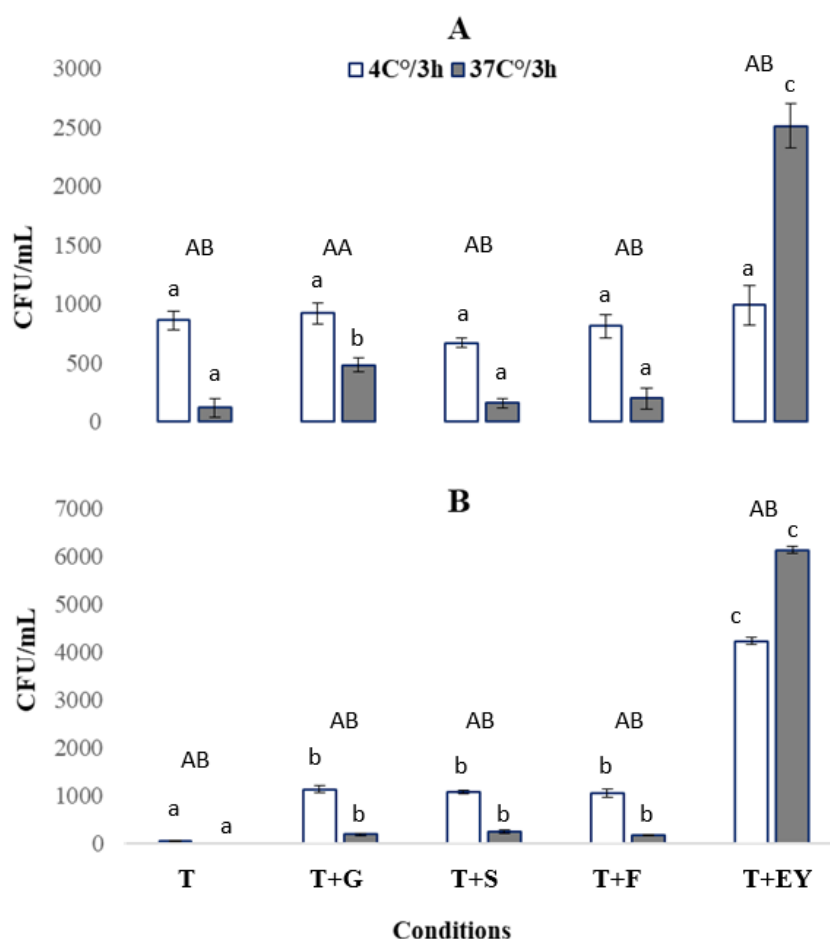 A
4C°/3h 37C°/3h
3000
2500
2000
1500
1000
500
0
CFU/mL
AB
a
a
AA
a
b
AB
a
a
AB
a
a
AB
a
c
B
7000
6000
5000
4000
3000
2000
1000
0
CFU/mL
AB
a
a
AB
b
b
AB
b
b
AB
b
b
AB
c
c
T T+G T+S T+F T+EY
Conditions